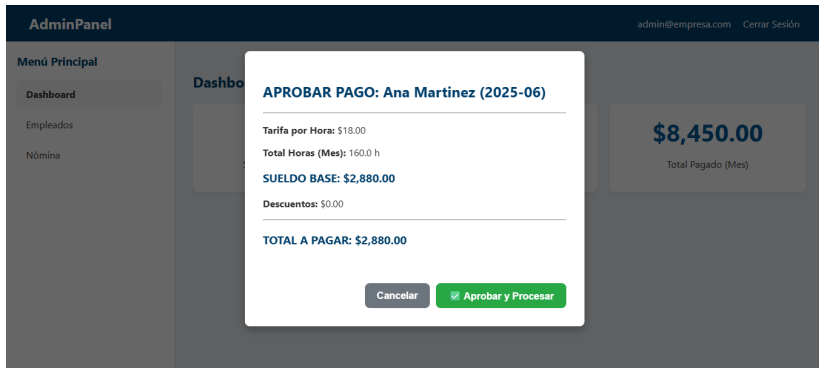 AdminPanel
admin@empresa.com Cerrar Sesión
Menú Principal
Dashboard
Empleados
Nómina
Dashbo
$8,450.00
Total Pagado (Mes)
APROBAR PAGO: Ana Martinez (2025-06)
Tarifa por Hora: $18.00
Total Horas (Mes): 160.0 h
SUELDO BASE: $2,880.00
Descuentos: $0.00
TOTAL A PAGAR: $2,880.00
Cancelar
✅ Aprobar y Procesar